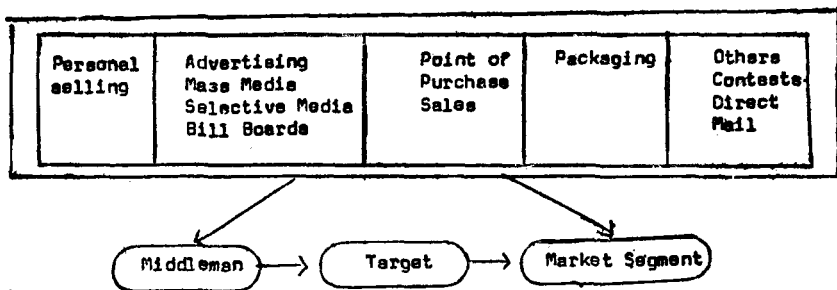 Personal
selling
Advertising
Mass Media
Selective Media
Bill Boards
Point of
Purchase
Sales
Packaging
Others
Contests
Direct
Mail
Middleman
Target
Market Segment